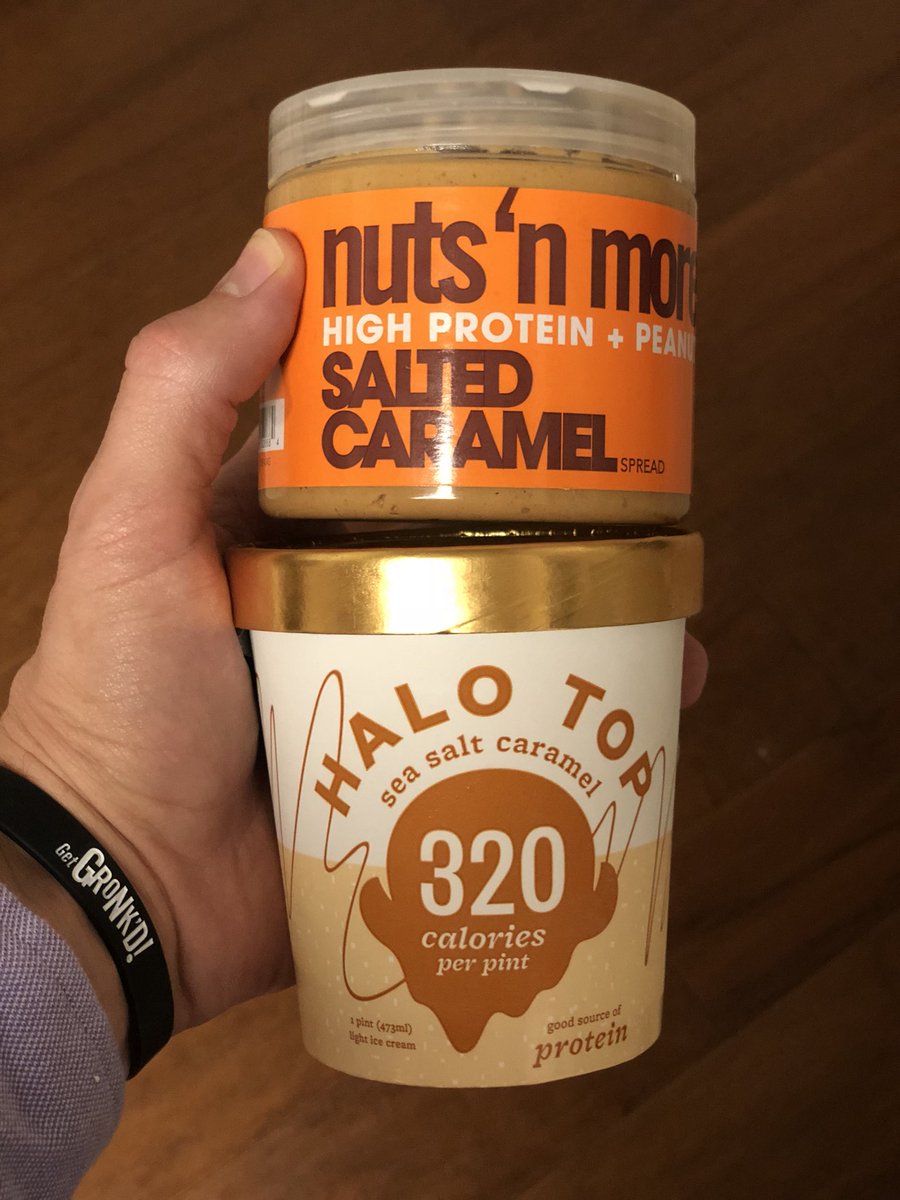 nuts 'n more
HIGH PROTEIN + PEANU
SALTED
CARAMEL SPREAD
HALO TOP
sea salt caramel
320
calories
per pint
1 pint (473ml)
light ice cream
good source of
protein
Get GRONK'D!